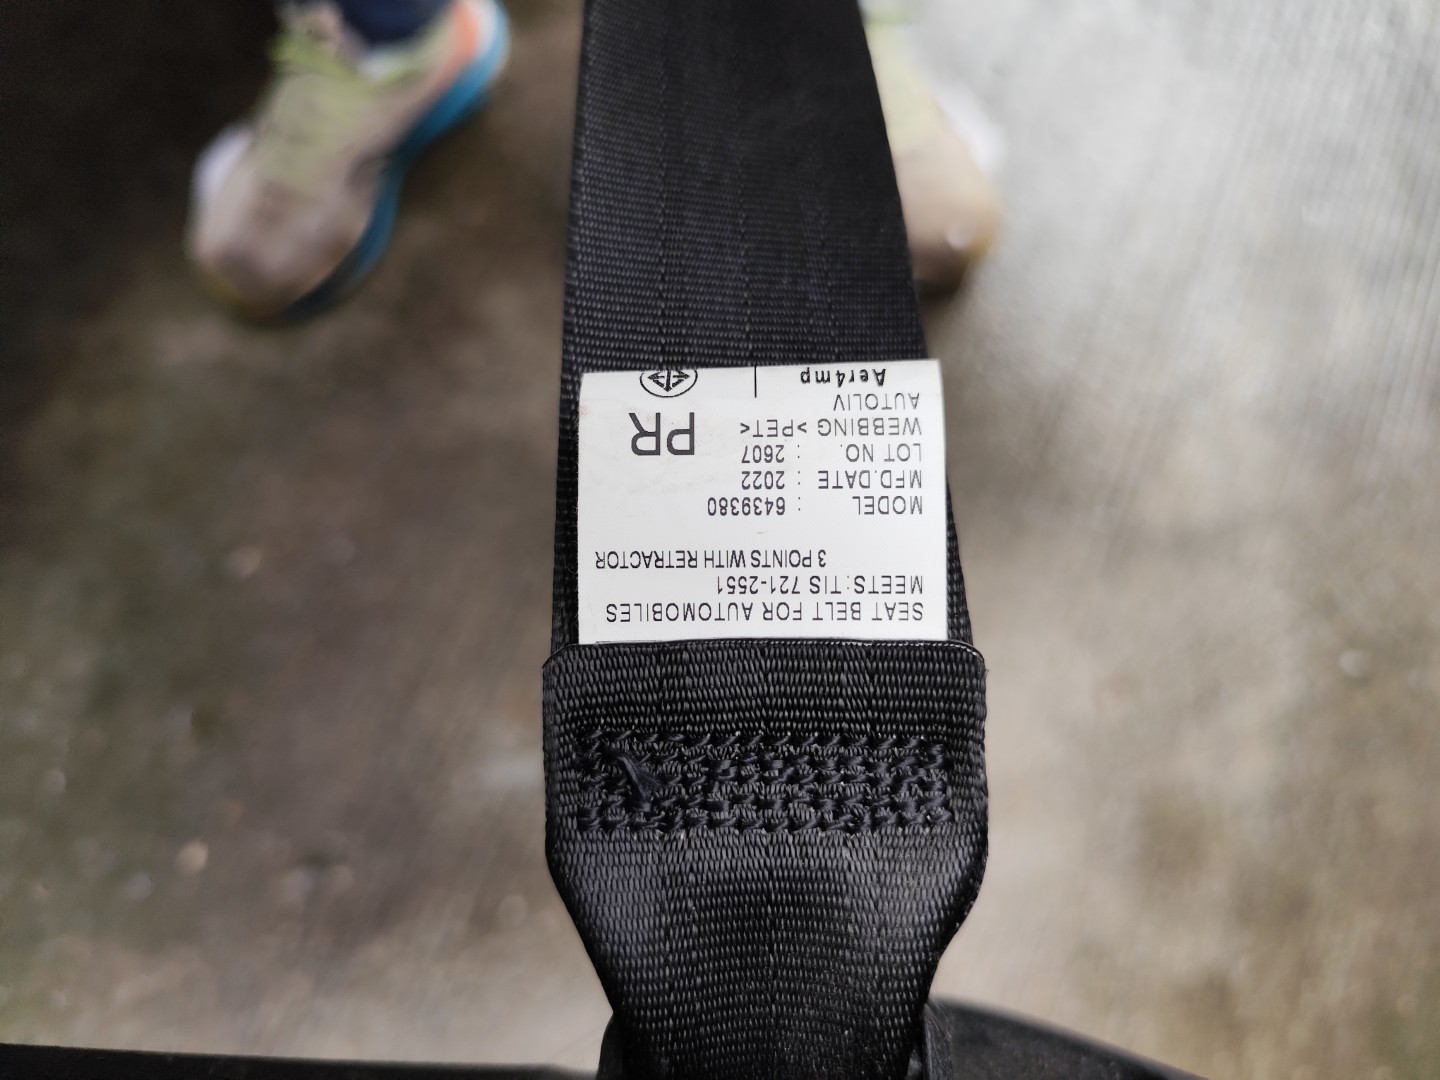 SEAT BELT FOR AUTOMOBILES
MEETS:TIS 721-2551
3 POINTS WITH RETRACTOR
MODEL : 6439380
MFD.DATE : 2022
LOT NO. : 2607
WEBBING >PET<
AUTOLIV
PR
Aer4mp